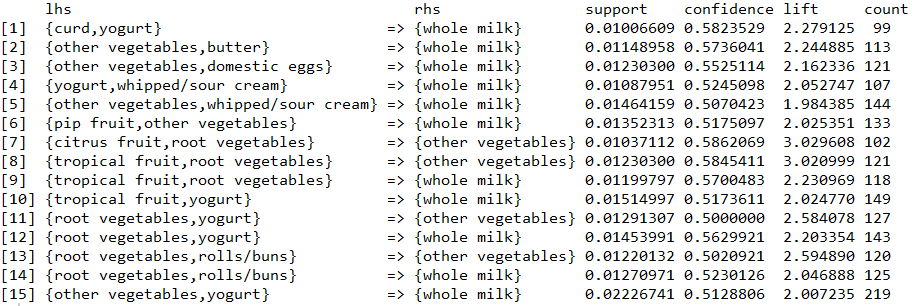 lhs rhs support confidence lift count
[1] {curd,yogurt} => {whole milk} 0.01006609 0.5823529 2.279125 99
[2] {other vegetables,butter} => {whole milk} 0.01148958 0.5736041 2.244885 113
[3] {other vegetables,domestic eggs} => {whole milk} 0.01230300 0.5525114 2.162336 121
[4] {yogurt,whipped/sour cream} => {whole milk} 0.01087951 0.5245098 2.052747 107
[5] {other vegetables,whipped/sour cream} => {whole milk} 0.01464159 0.5070423 1.984385 144
[6] {pip fruit,other vegetables} => {whole milk} 0.01352313 0.5175097 2.025351 133
[7] {citrus fruit,root vegetables} => {other vegetables} 0.01037112 0.5862069 3.029608 102
[8] {tropical fruit,root vegetables} => {other vegetables} 0.01230300 0.5845411 3.020999 121
[9] {tropical fruit,root vegetables} => {whole milk} 0.01199797 0.5700483 2.230969 118
[10] {tropical fruit,yogurt} => {whole milk} 0.01514997 0.5173611 2.024770 149
[11] {root vegetables,yogurt} => {other vegetables} 0.01291307 0.5000000 2.584078 127
[12] {root vegetables,yogurt} => {whole milk} 0.01453991 0.5629921 2.203354 143
[13] {root vegetables,rolls/buns} => {other vegetables} 0.01220132 0.5020921 2.594890 120
[14] {root vegetables,rolls/buns} => {whole milk} 0.01270971 0.5230126 2.046888 125
[15] {other vegetables,yogurt} => {whole milk} 0.02226741 0.5128806 2.007235 219